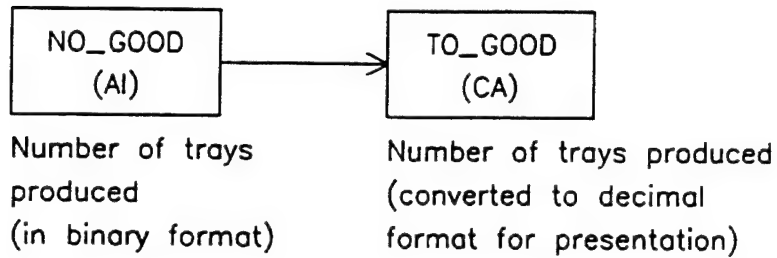 NO_GOOD
(AI)
TO_GOOD
(CA)
Number of trays
produced
(in binary format)
Number of trays produced
(converted to decimal
format for presentation)